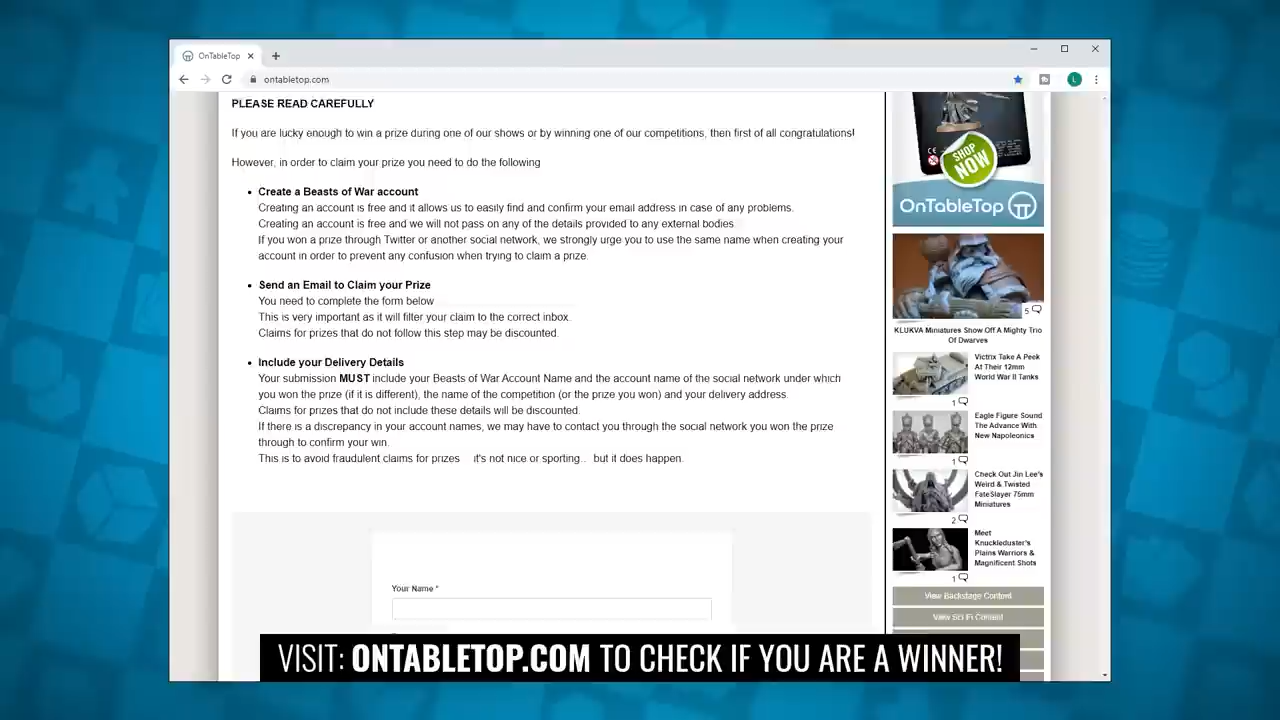 OnTableTop
ontabletop.com
L
PLEASE READ CAREFULLY
If you are lucky enough to win a prize during one of our shows or by winning one of our competitions, then first of all congratulations!
However, in order to claim your prize you need to do the following
Create a Beasts of War account
Creating an account is free and it allows us to easily find and confirm your email address in case of any problems.
Creating an account is free and we will not pass on any of the details provided to any external bodies
If you won a prize through Twitter or another social network, we strongly urge you to use the same name when creating your
account in order to prevent any confusion when trying to claim a prize.
Send an Email to Claim your Prize
You need to complete the form below
This is very important as it will filter your claim to the correct inbox.
Claims for prizes that do not follow this step may be discounted.
Include your Delivery Details
Your submission MUST include your Beasts of War Account Name and the account name of the social network under which
you won the prize (if it is different), the name of the competition (or the prize you won) and your delivery address.
Claims for prizes that do not include these details will be discounted.
If there is a discrepancy in your account names, we may have to contact you through the social network you won the prize
through to confirm your win.
This is to avoid fraudulent claims for prizes it's not nice or sporting.. but it does happen.
Your Name *
SHOP
NOW
OnTableTop
5
KLUKVA Miniatures Show Off A Mighty Trio
Of Dwarves
Victrix Take A Peek
At Their 12mm
World War II Tanks
1
Eagle Figure Sound
The Advance With
New Napoleonics
1
Check Out Jin Lee's
Weird & Twisted
FateSlayer 75mm
Miniatures
2
Meet
Knuckleduster's
Plains Warriors &
Magnificent Shots
1
View Backstage Content
View Sci Fi Content
VISIT: ONTABLETOP.COM TO CHECK IF YOU ARE A WINNER!